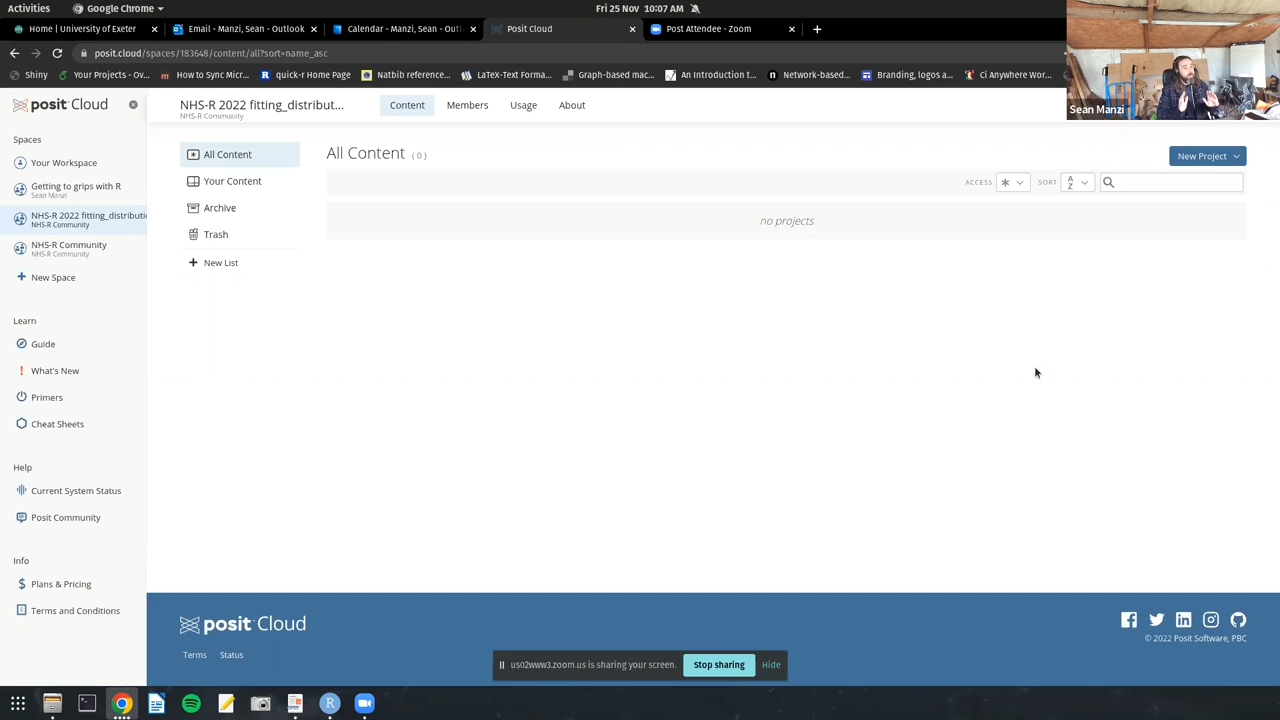 Activities
Google Chrome
Fri 25 Nov 10:07 AM
Home | University of Exeter
Email - Manzi, Sean - Outlook
Calendar - Manzi, Sean - Outl
Posit Cloud
Post Attendee - Zoom
posit.cloud/spaces/183648/content/all?sort=name_asc
Shiny
Your Projects - Ov...
How to Sync Micr...
quick-r Home Page
Natbib reference...
LaTeX-Text Forma...
Graph-based mac...
An Introduction t...
Network-based...
Branding, logos a...
Ci Anywhere Wor...
Sean Manzi
posit Cloud
Spaces
Your Workspace
Getting to grips with R
Sean Manzi
NHS-R 2022 fitting_distributi
NHS-R Community
NHS-R Community
NHS-R Community
New Space
Learn
Guide
What's New
Primers
Cheat Sheets
Help
Current System Status
Posit Community
Info
Plans & Pricing
Terms and Conditions
NHS-R 2022 fitting_distribut...
NHS-R Community
Content
Members
Usage
About
All Content
Your Content
Archive
Trash
New List
All Content (0)
New Project
ACCESS
SORT
A
Z
no projects
posit Cloud
Terms
Status
© 2022 Posit Software, PBC
us02www3.zoom.us is sharing your screen.
Stop sharing
Hide